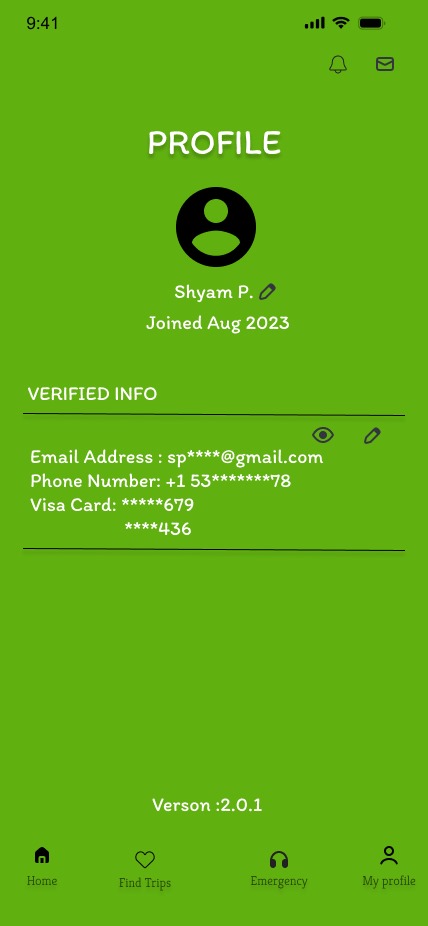 9:41
PROFILE
Shyam P.
Joined Aug 2023
VERIFIED INFO
Email Address : sp****@gmail.com
Phone Number: +1 53*******78
Visa Card: *****679
****436
Verson :2.0.1
Home Find Trips Emergency My profile